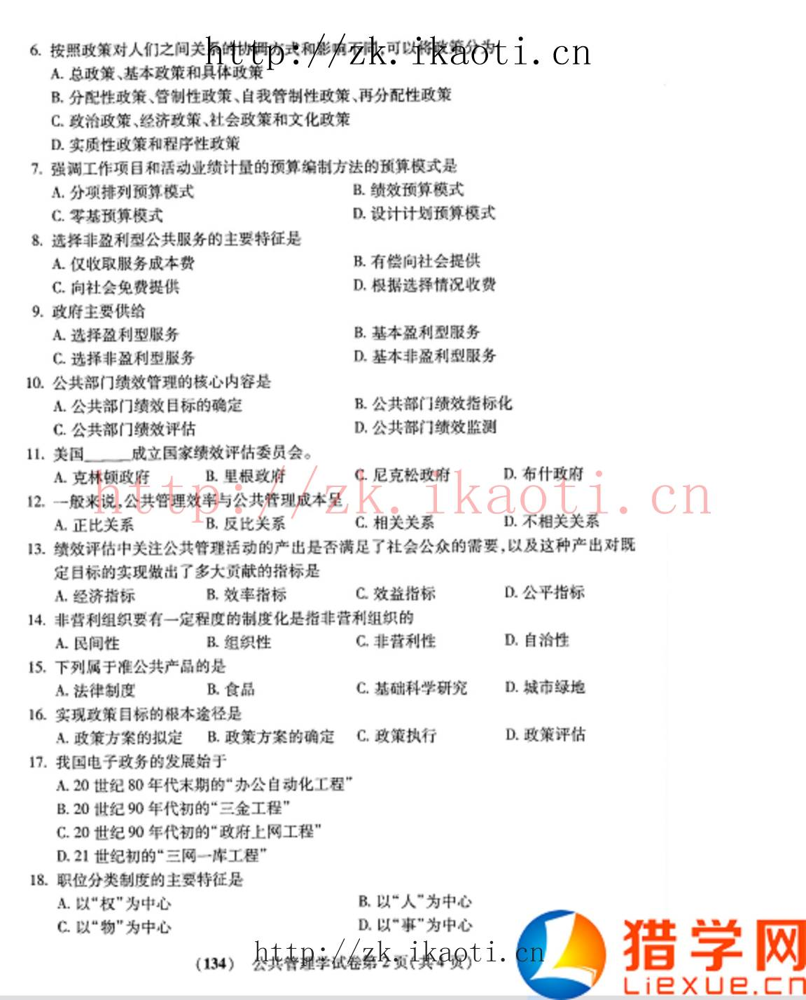 6. 按照政策对人们之间关系的协调方式和影响不同,可以将政策分为
http://zk.ikaoti.cn
A. 总政策、基本政策和具体政策
B. 分配性政策、管制性政策、自我管制性政策、再分配性政策
C. 政治政策、经济政策、社会政策和文化政策
D. 实质性政策和程序性政策
7. 强调工作项目和活动业绩计量的预算编制方法的预算模式是
A. 分项排列预算模式 B. 绩效预算模式
C. 零基预算模式 D. 设计计划预算模式
8. 选择非盈利型公共服务的主要特征是
A. 仅收取服务成本费 B. 有偿向社会提供
C. 向社会免费提供 D. 根据选择情况收费
9. 政府主要供给
A. 选择盈利型服务 B. 基本盈利型服务
C. 选择非盈利型服务 D. 基本非盈利型服务
10. 公共部门绩效管理的核心内容是
A. 公共部门绩效目标的确定 B. 公共部门绩效指标化
C. 公共部门绩效评估 D. 公共部门绩效监测
11. 美国______成立国家绩效评估委员会。
A. 克林顿政府 B. 里根政府 C. 尼克松政府 D. 布什政府
http://zk.ikaoti.cn
12. 一般来说,公共管理效率与公共管理成本呈
A. 正比关系 B. 反比关系 C. 相关关系 D. 不相关关系
13. 绩效评估中关注公共管理活动的产出是否满足了社会公众的需要,以及这种产出对既
定目标的实现做出了多大贡献的指标是
A. 经济指标 B. 效率指标 C. 效益指标 D. 公平指标
14. 非营利组织要有一定程度的制度化是指非营利组织的
A. 民间性 B. 组织性 C. 非营利性 D. 自治性
15. 下列属于准公共产品的是
A. 法律制度 B. 食品 C. 基础科学研究 D. 城市绿地
16. 实现政策目标的根本途径是
A. 政策方案的拟定 B. 政策方案的确定 C. 政策执行 D. 政策评估
17. 我国电子政务的发展始于
A. 20 世纪 80 年代末期的“办公自动化工程”
B. 20 世纪 90 年代初的“三金工程”
C. 20 世纪 90 年代初的“政府上网工程”
D. 21 世纪初的“三网一库工程”
18. 职位分类制度的主要特征是
A. 以“权”为中心 B. 以“人”为中心
C. 以“物”为中心 D. 以“事”为中心
http://zk.ikaoti.cn
(134) 公共管理学试卷第 2 页(共 4 页)
猎学网
Liexue.cn